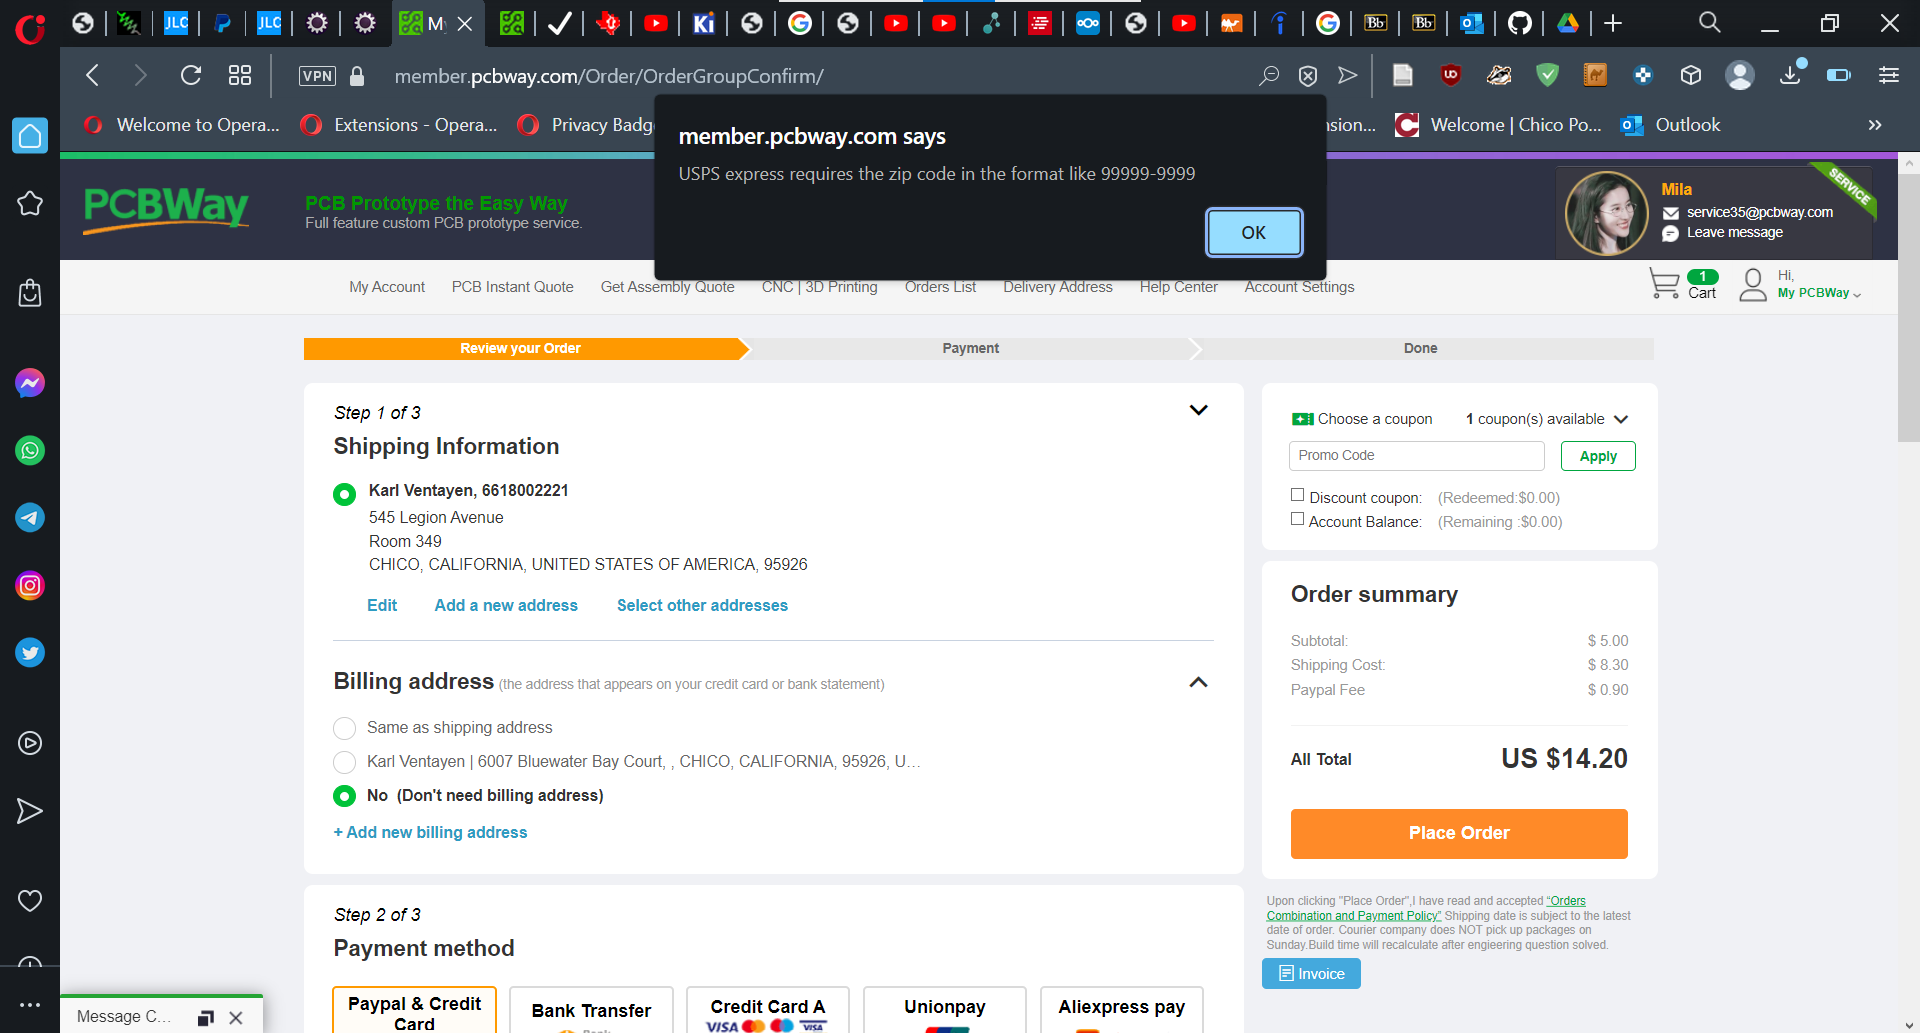 JLC
JLC
My
Ki
Bb
Bb
VPN
member.pcbway.com/Order/OrderGroupConfirm/
Welcome to Opera...
Extensions - Opera...
Privacy Badg
nsion...
Welcome | Chico Po...
Outlook
member.pcbway.com says
USPS express requires the zip code in the format like 99999-9999
OK
PCBWay
PCB Prototype the Easy Way
Full feature custom PCB prototype service.
Mila
service35@pcbway.com
Leave message
SERVICE
My Account
PCB Instant Quote
Get Assembly Quote
CNC | 3D Printing
Orders List
Delivery Address
Help Center
Account Settings
1
Cart
Hi,
My PCBWay
Review your Order
Payment
Done
Step 1 of 3
Shipping Information
Karl Ventayen, 6618002221
545 Legion Avenue
Room 349
CHICO, CALIFORNIA, UNITED STATES OF AMERICA, 95926
Edit
Add a new address
Select other addresses
Billing address (the address that appears on your credit card or bank statement)
Same as shipping address
Karl Ventayen | 6007 Bluewater Bay Court, , CHICO, CALIFORNIA, 95926, U...
No (Don't need billing address)
+ Add new billing address
Step 2 of 3
Payment method
Paypal & Credit
Card
Bank Transfer
Bank
Credit Card A
VISA
VISA
Unionpay
Aliexpress pay
Choose a coupon
1 coupon(s) available
Promo Code
Apply
Discount coupon: (Redeemed:$0.00)
Account Balance: (Remaining :$0.00)
Order summary
Subtotal: $ 5.00
Shipping Cost: $ 8.30
Paypal Fee $ 0.90
All Total US $14.20
Place Order
Upon clicking "Place Order",I have read and accepted "Orders
Combination and Payment Policy" Shipping date is subject to the latest
date of order. Courier company does NOT pick up packages on
Sunday.Build time will recalculate after engieering question solved.
Invoice
Message C...